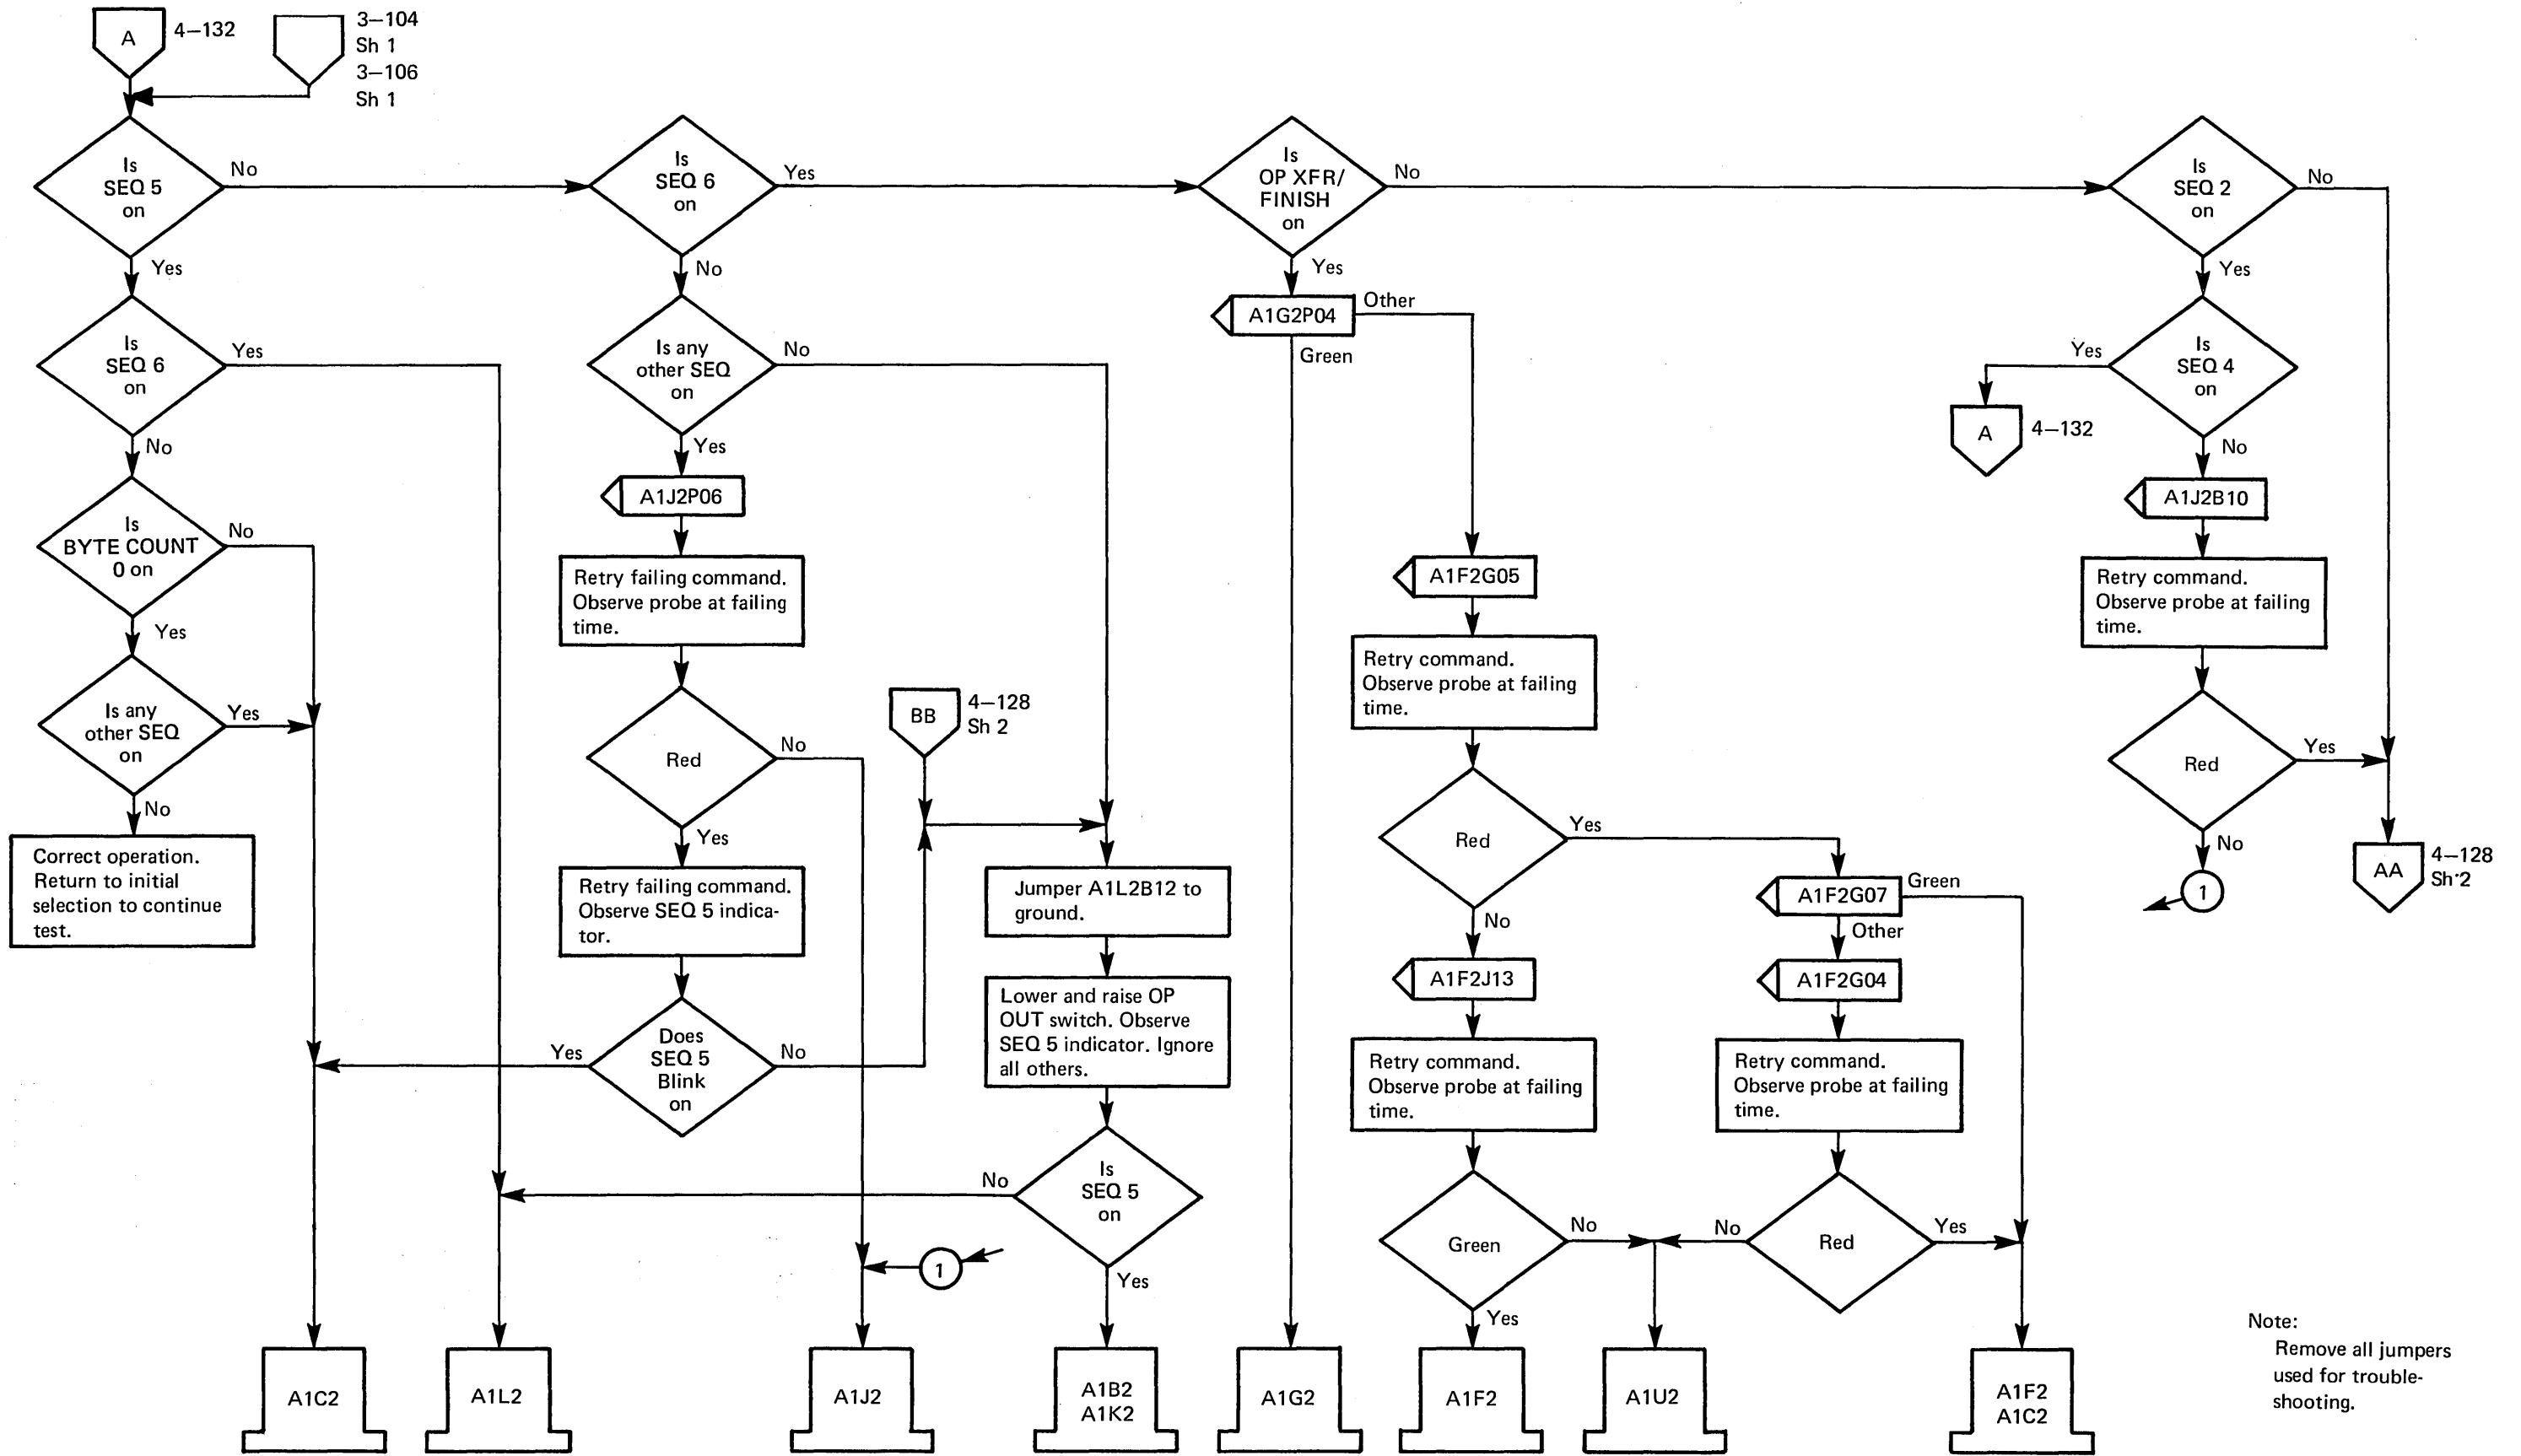 A
4–132
3–104
Sh 1
3–106
Sh 1
Is
SEQ 5
on
No
Yes
Is
SEQ 6
on
Yes
No
Is
BYTE COUNT
0 on
No
Yes
Is any
other SEQ
on
Yes
No
Correct operation.
Return to initial
selection to continue
test.
Is
SEQ 6
on
Yes
No
Is any
other SEQ
on
No
Yes
A1J2P06
Retry failing command.
Observe probe at failing
time.
Red
No
Yes
Retry failing command.
Observe SEQ 5 indica-
tor.
Does
SEQ 5
Blink
on
Yes
No
BB
4–128
Sh 2
Jumper A1L2B12 to
ground.
Lower and raise OP
OUT switch. Observe
SEQ 5 indicator. Ignore
all others.
Is
SEQ 5
on
No
Yes
1
Is
OP XFR/
FINISH
on
No
Yes
A1G2P04
Other
Green
A1F2G05
Retry command.
Observe probe at failing
time.
Red
Yes
No
A1F2J13
Retry command.
Observe probe at failing
time.
Green
No
Yes
A1F2G07
Green
Other
A1F2G04
Retry command.
Observe probe at failing
time.
Red
No
Yes
Is
SEQ 2
on
No
Yes
Is
SEQ 4
on
Yes
No
A
4–132
A1J2B10
Retry command.
Observe probe at failing
time.
Red
Yes
No
1
AA
4–128
Sh 2
A1C2
A1L2
A1J2
A1B2
A1K2
A1G2
A1F2
A1U2
A1F2
A1C2
Note:
Remove all jumpers
used for trouble-
shooting.